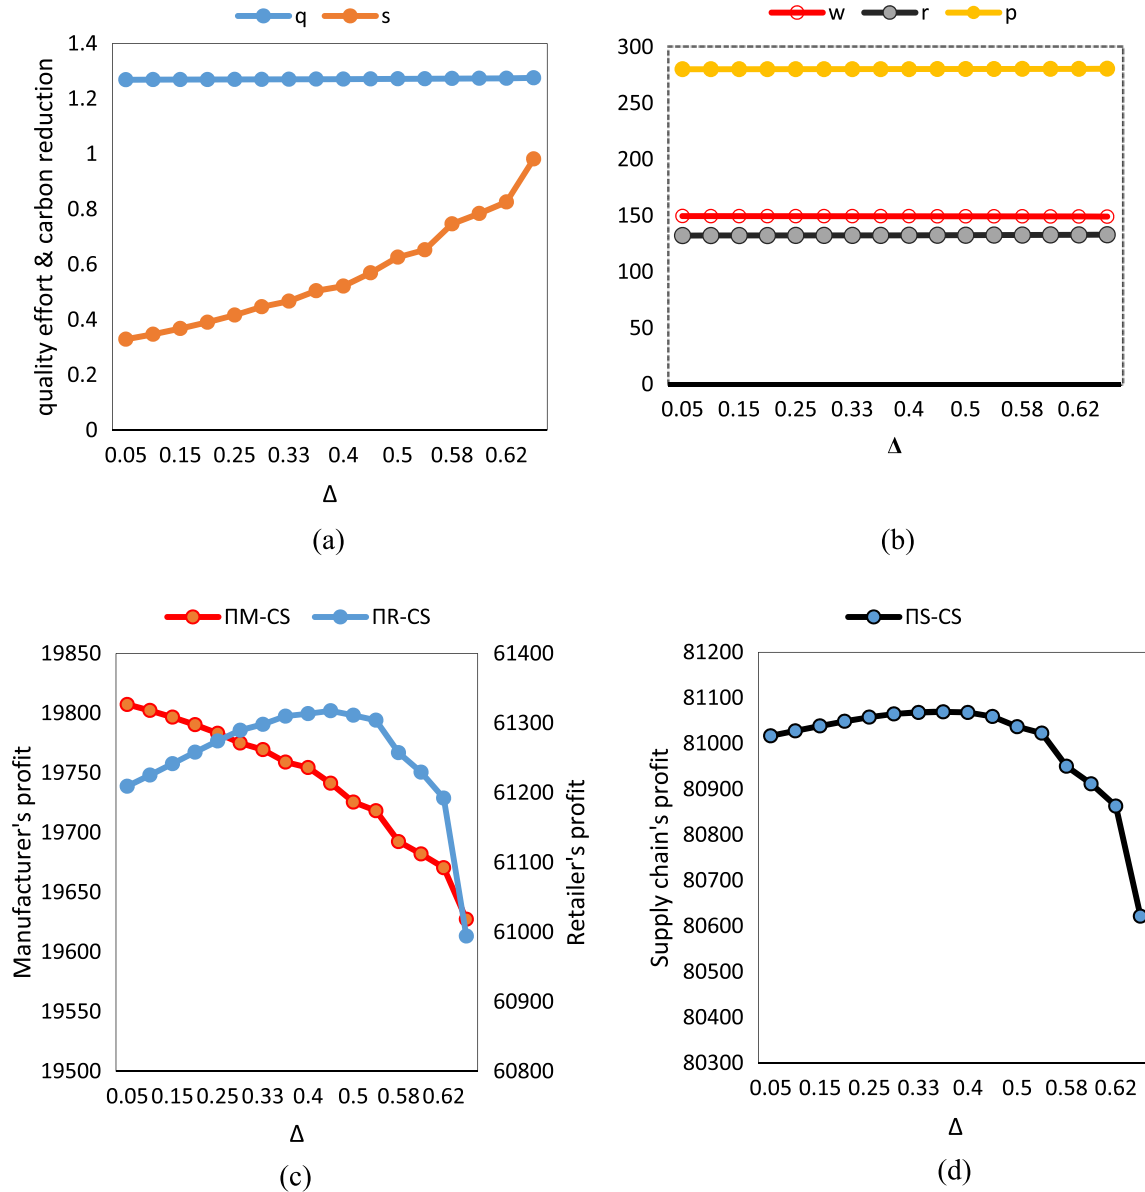 q s
1.4
1.2
1
0.8
0.6
0.4
0.2
0
quality effort & carbon reduction
0.05 0.15 0.25 0.33 0.4 0.5 0.58 0.62
Δ
(a)
w r p
300
250
200
150
100
50
0
0.05 0.15 0.25 0.33 0.4 0.5 0.58 0.62
Δ
(b)
ΠM-CS ΠR-CS
19850
19800
19750
19700
19650
19600
19550
19500
Manufacturer's profit
61400
61300
61200
61100
61000
60900
60800
Retailer's profit
0.05 0.15 0.25 0.33 0.4 0.5 0.58 0.62
Δ
(c)
ΠS-CS
81200
81100
81000
80900
80800
80700
80600
80500
80400
80300
Supply chain's profit
0.05 0.15 0.25 0.33 0.4 0.5 0.58 0.62
Δ
(d)